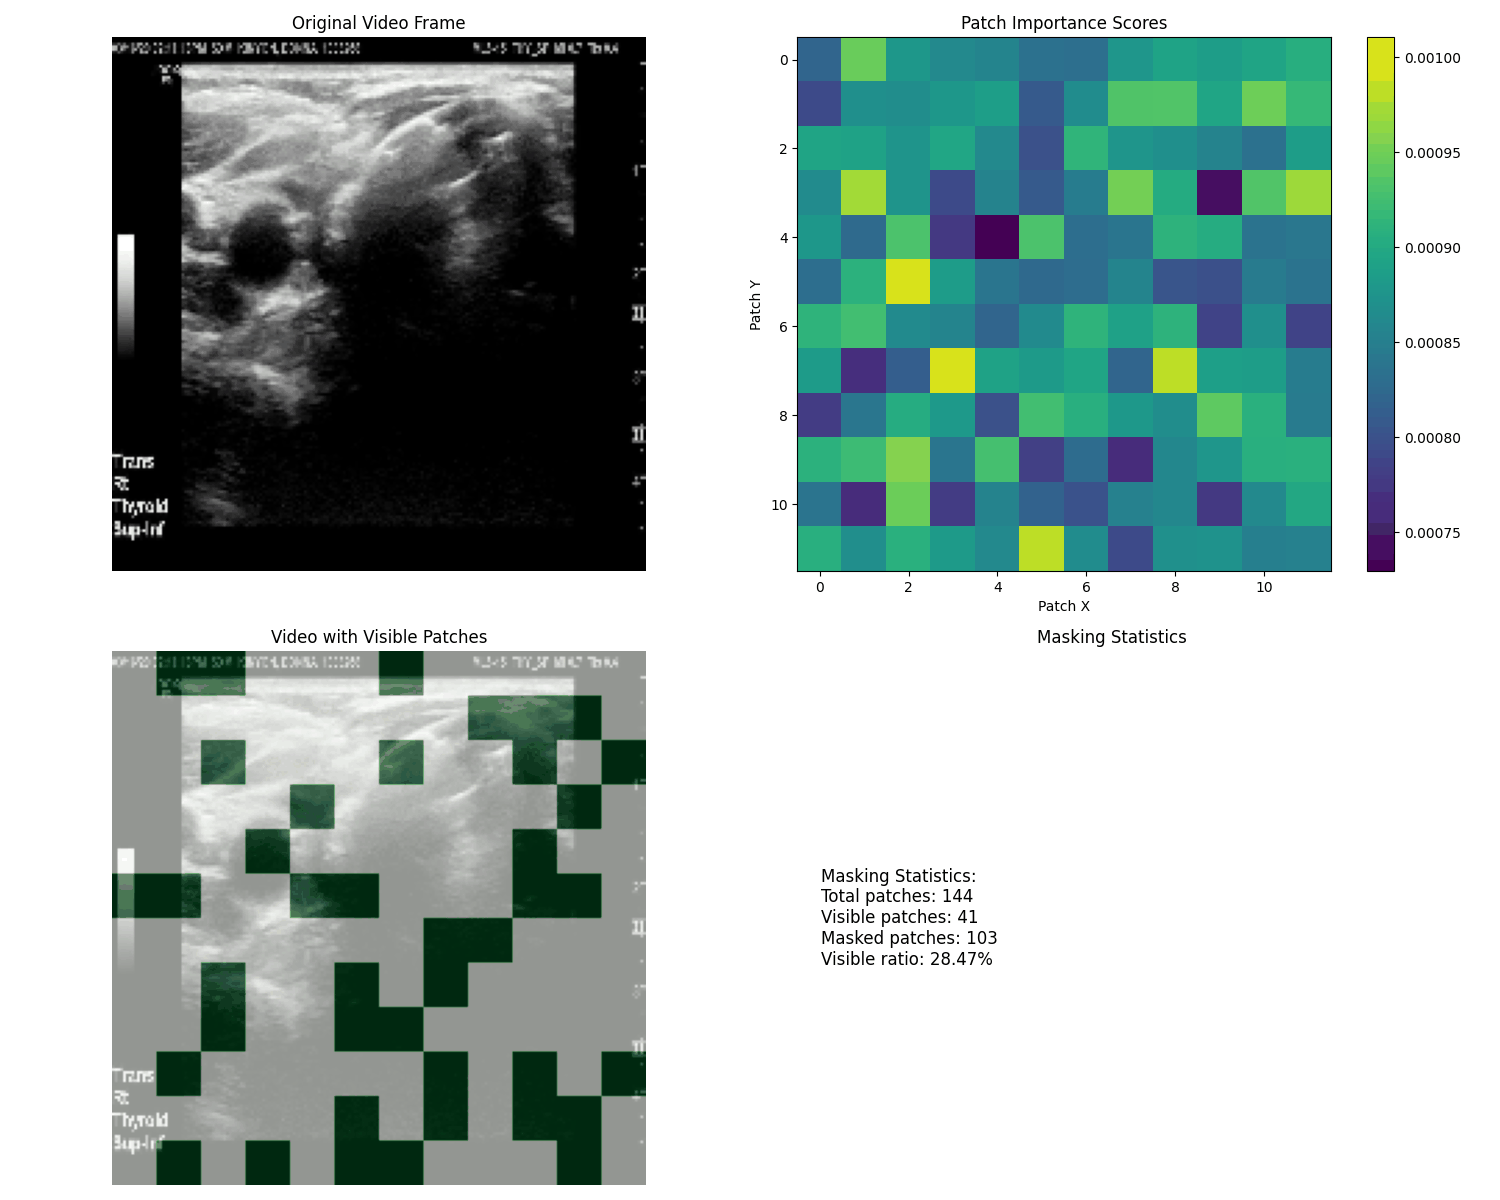 Original Video Frame
Trans
Rt
Thyroid
Sup-Inf
Patch Importance Scores
Patch Y
0
2
4
6
8
10
0 2 4 6 8 10
Patch X
0.00100
0.00095
0.00090
0.00085
0.00080
0.00075
Video with Visible Patches
Trans
Rt
Thyroid
Sup-Inf
Masking Statistics
Masking Statistics:
Total patches: 144
Visible patches: 41
Masked patches: 103
Visible ratio: 28.47%